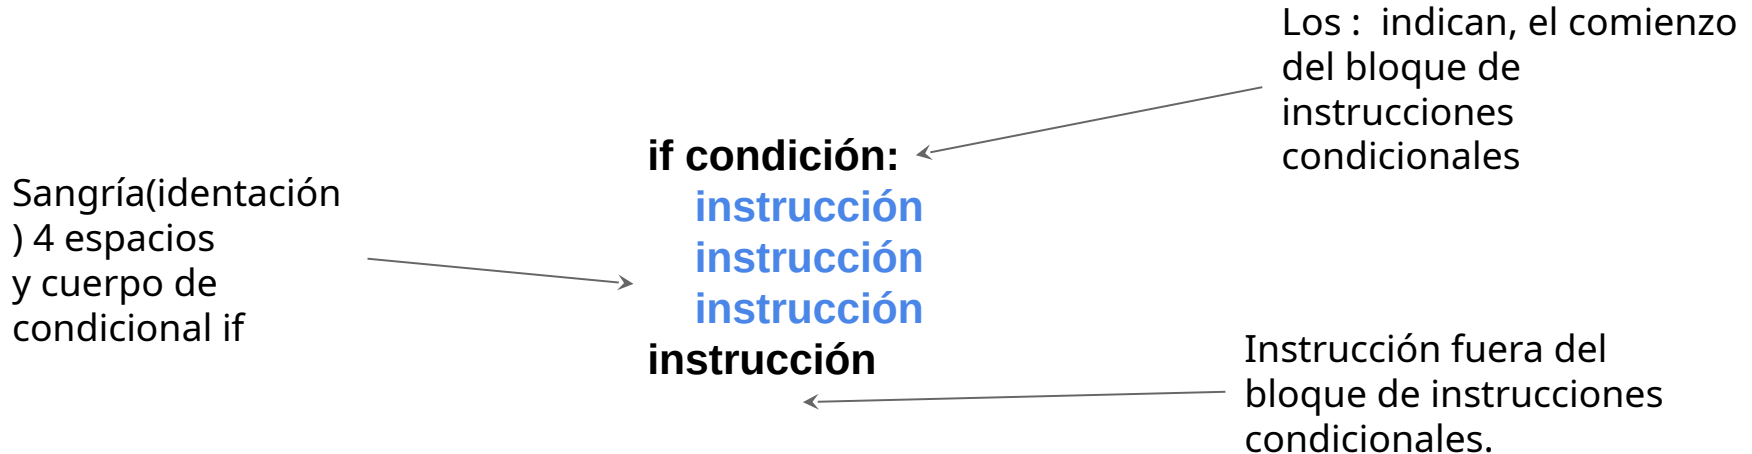 Los :  indican, el comienzo
del bloque de
instrucciones
condicionales
if condición:
instrucción
instrucción
instrucción
instrucción
Sangría(identación
) 4 espacios
y cuerpo de
condicional if
Instrucción fuera del
bloque de instrucciones
condicionales.